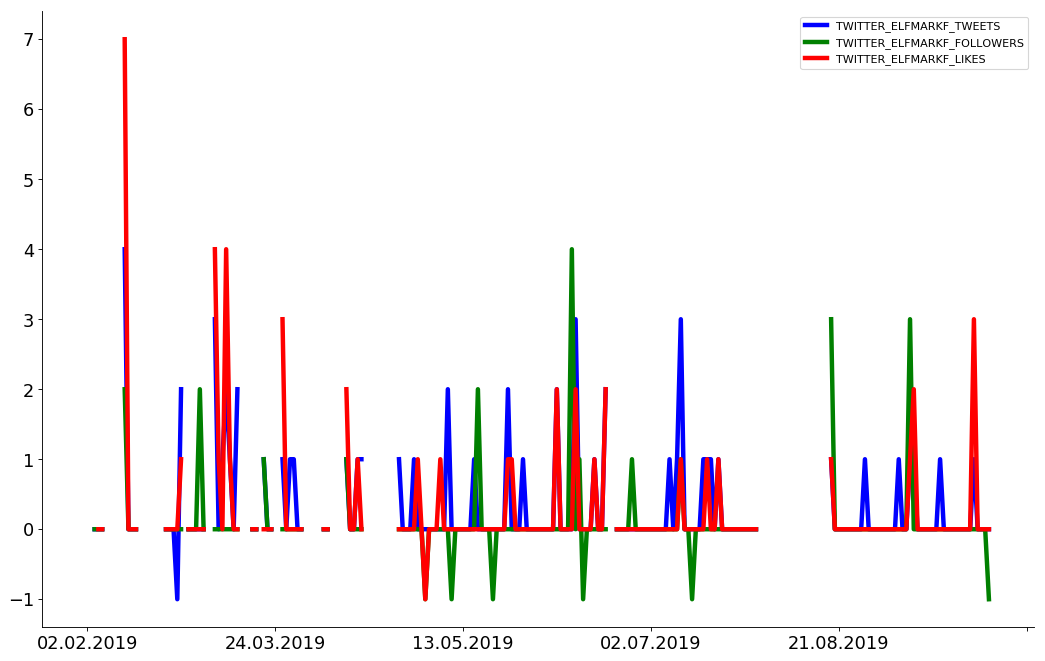 TWITTER_ELFMARKF_TWEETS
TWITTER_ELFMARKF_FOLLOWERS
TWITTER_ELFMARKF_LIKES
7
6
5
4
3
2
1
0
−1
02.02.2019 24.03.2019 13.05.2019 02.07.2019 21.08.2019